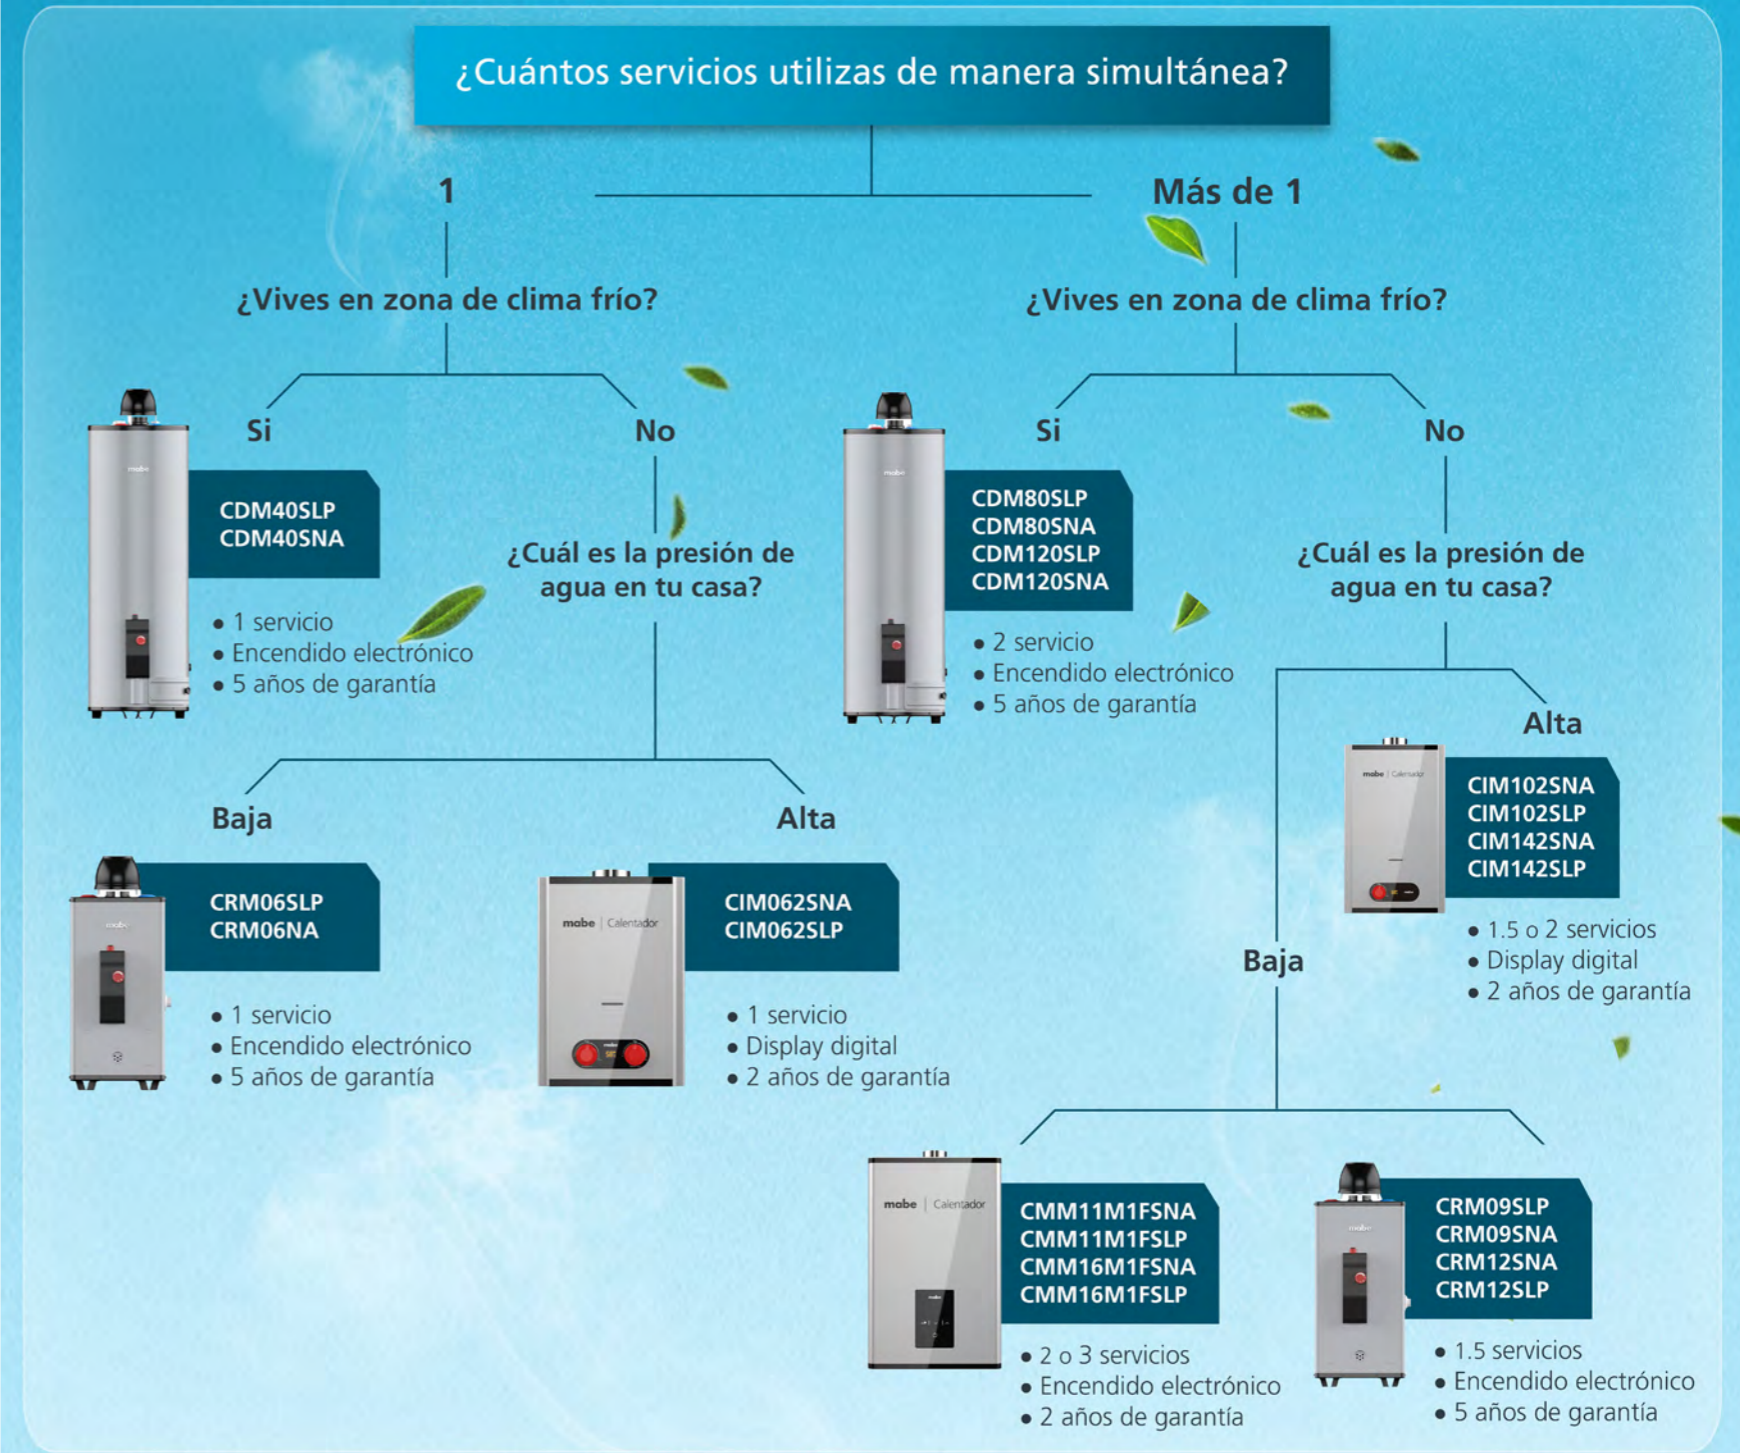 ¿Cuántos servicios utilizas de manera simultánea?
1
Más de 1
¿Vives en zona de clima frío?
¿Vives en zona de clima frío?
Si
No
Si
No
mabe
CDM40SLP
CDM40SNA
• 1 servicio
• Encendido electrónico
• 5 años de garantía
¿Cuál es la presión de
agua en tu casa?
mabe
CDM80SLP
CDM80SNA
CDM120SLP
CDM120SNA
• 2 servicio
• Encendido electrónico
• 5 años de garantía
¿Cuál es la presión de
agua en tu casa?
Baja
Alta
mabe
CRM06SLP
CRM06NA
• 1 servicio
• Encendido electrónico
• 5 años de garantía
mabe | Calentador
CIM062SNA
CIM062SLP
• 1 servicio
• Display digital
• 2 años de garantía
Alta
mabe | Calentador
CIM102SNA
CIM102SLP
CIM142SNA
CIM142SLP
• 1.5 o 2 servicios
• Display digital
• 2 años de garantía
Baja
mabe | Calentador
CMM11M1FSNA
CMM11M1FSLP
CMM16M1FSNA
CMM16M1FSLP
• 2 o 3 servicios
• Encendido electrónico
• 2 años de garantía
mabe
CRM09SLP
CRM09SNA
CRM12SNA
CRM12SLP
• 1.5 servicios
• Encendido electrónico
• 5 años de garantía